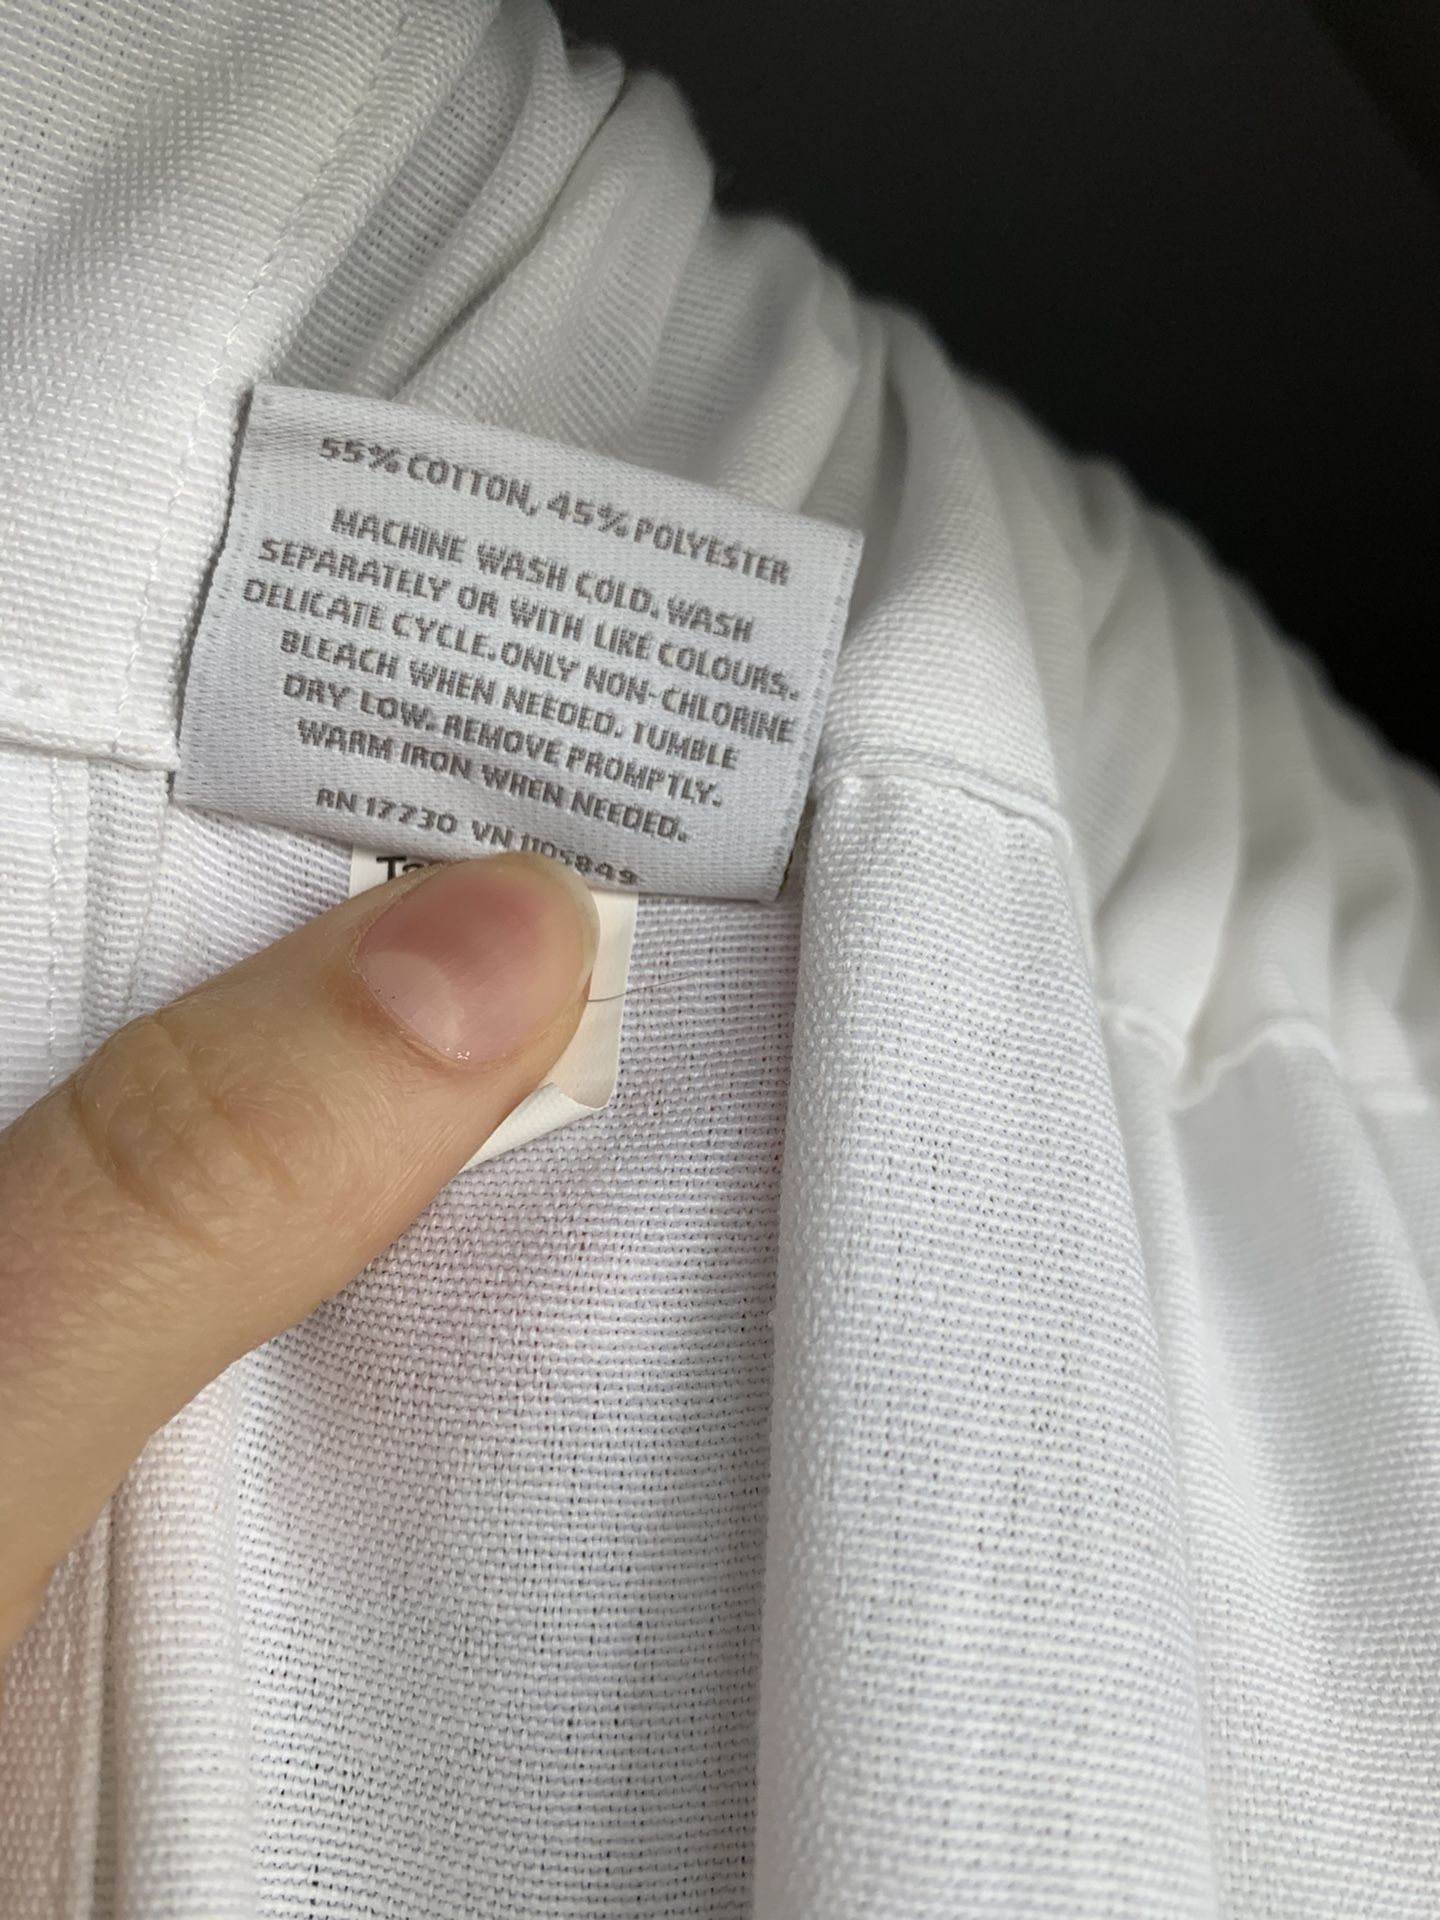 55% COTTON, 45% POLYESTER
MACHINE WASH COLD. WASH
SEPARATELY OR WITH LIKE COLOURS.
DELICATE CYCLE. ONLY NON-CHLORINE
BLEACH WHEN NEEDED. TUMBLE
DRY LOW. REMOVE PROMPTLY.
WARM IRON WHEN NEEDED.
RN 17730 VN 1105849